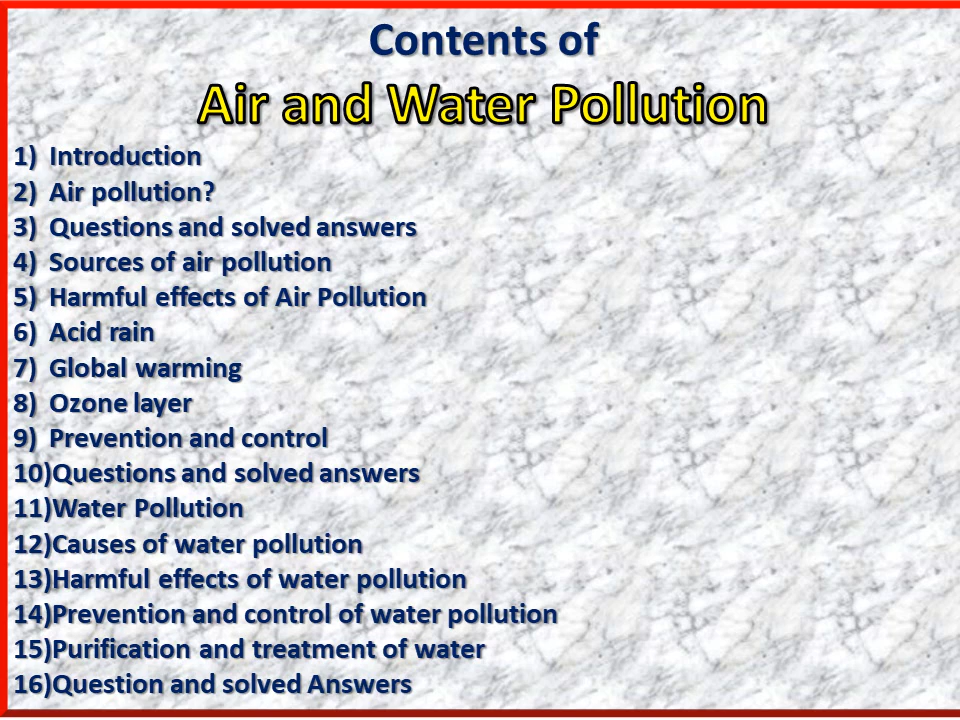 Contents of
Air and Water Pollution
1) Introduction
2) Air pollution?
3) Questions and solved answers
4) Sources of air pollution
5) Harmful effects of Air Pollution
6) Acid rain
7) Global warming
8) Ozone layer
9) Prevention and control
10)Questions and solved answers
11)Water Pollution
12)Causes of water pollution
13)Harmful effects of water pollution
14)Prevention and control of water pollution
15)Purification and treatment of water
16)Question and solved Answers